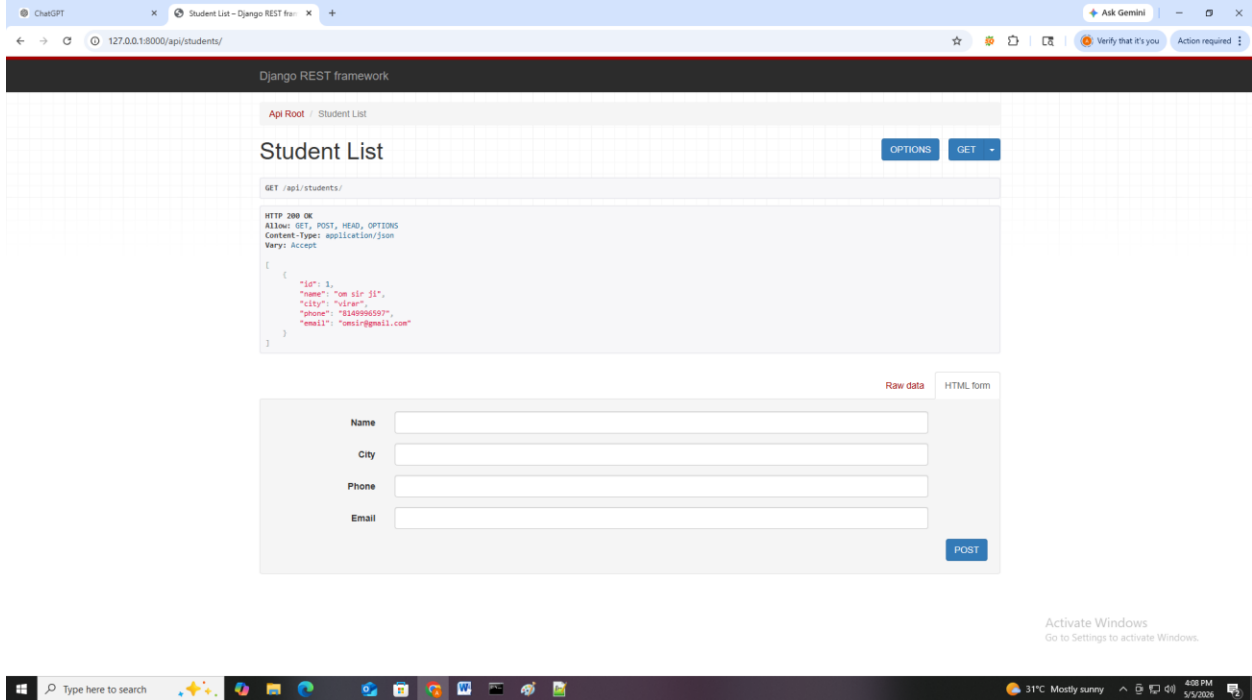 ChatGPT
Student List – Django REST fram
Ask Gemini
127.0.0.1:8000/api/students/
Verify that it's you
Action required
Django REST framework
Api Root / Student List
Student List
OPTIONS
GET
GET /api/students/
HTTP 200 OK
Allow: GET, POST, HEAD, OPTIONS
Content-Type: application/json
Vary: Accept
[
{
"id": 1,
"name": "om sir ji",
"city": "virar",
"phone": "8149996597",
"email": "omsir@gmail.com"
}
]
Raw data
HTML form
Name
City
Phone
Email
POST
Activate Windows
Go to Settings to activate Windows.
Type here to search
31°C Mostly sunny
4:08 PM
5/5/2026